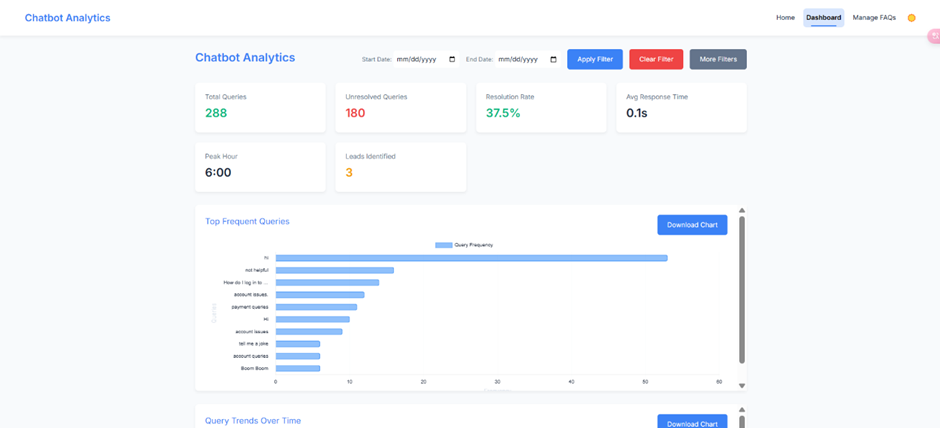 Chatbot Analytics
Home Dashboard Manage FAQs
Chatbot Analytics
Start Date: mm/dd/yyyy End Date: mm/dd/yyyy Apply Filter Clear Filter More Filters
Total Queries Unresolved Queries Resolution Rate Avg Response Time
288 180 37.5% 0.1s
Peak Hour Leads Identified
6:00 3
Top Frequent Queries Download Chart
Query Frequency
hi
not helpful
How do I log in to ...
account issues.
payment queries
Hi
account issues
tell me a joke
account queries
Boom Boom
Queries
0 10 20 30 40 50 60
Query Trends Over Time Download Chart